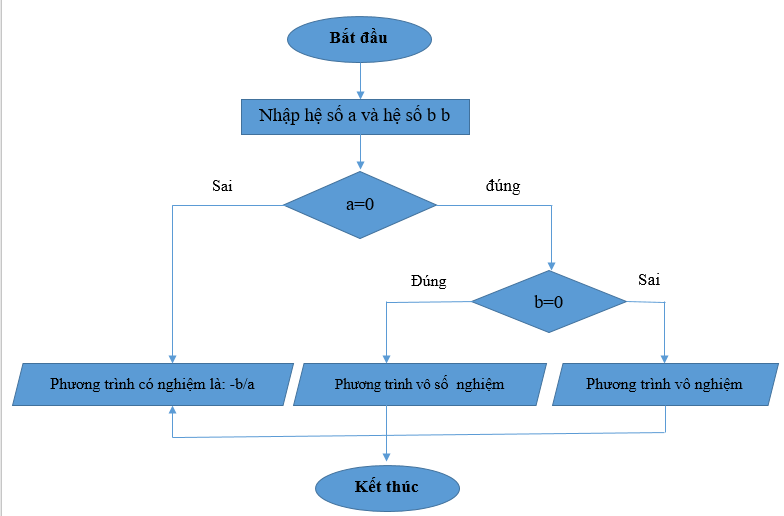 Bắt đầu
Nhập hệ số a và hệ số b b
Sai
đúng
a=0
Đúng
Sai
b=0
Phương trình có nghiệm là: -b/a
Phương trình vô số nghiệm
Phương trình vô nghiệm
Kết thúc